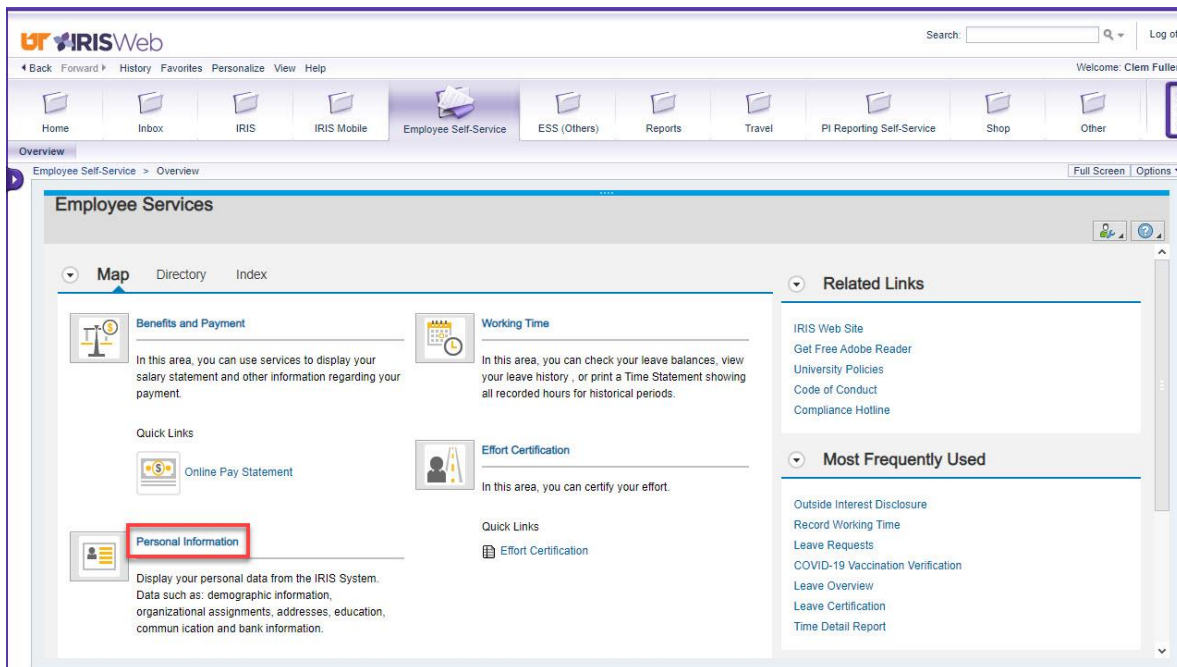 UT IRISWeb
Search:
Log of
Back Forward History Favorites Personalize View Help
Welcome: Clem Fuller
Home Inbox IRIS IRIS Mobile Employee Self-Service ESS (Others) Reports Travel PI Reporting Self-Service Shop Other
Overview
Employee Self-Service > Overview
Full Screen Options
Employee Services
Map Directory Index
Benefits and Payment
In this area, you can use services to display your
salary statement and other information regarding your
payment.
Quick Links
Online Pay Statement
Personal Information
Display your personal data from the IRIS System.
Data such as: demographic information,
organizational assignments, addresses, education,
commun ication and bank information.
Working Time
In this area, you can check your leave balances, view
your leave history , or print a Time Statement showing
all recorded hours for historical periods.
Effort Certification
In this area, you can certify your effort.
Quick Links
Effort Certification
Related Links
IRIS Web Site
Get Free Adobe Reader
University Policies
Code of Conduct
Compliance Hotline
Most Frequently Used
Outside Interest Disclosure
Record Working Time
Leave Requests
COVID-19 Vaccination Verification
Leave Overview
Leave Certification
Time Detail Report